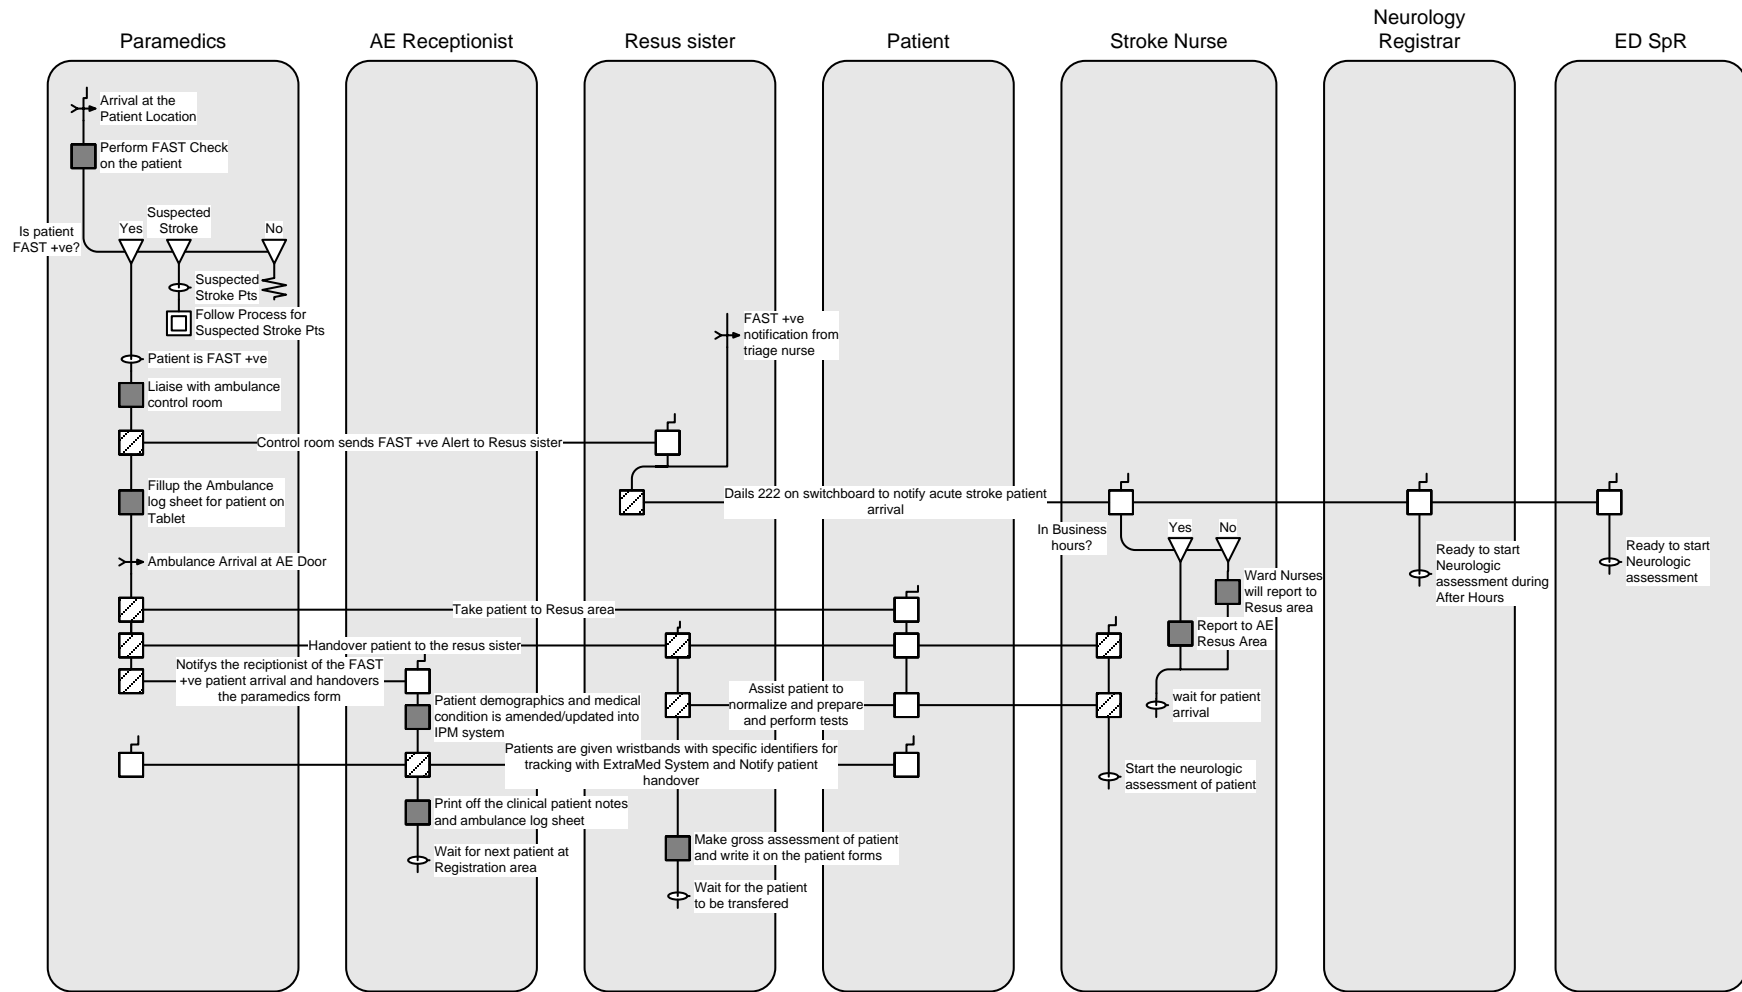 Paramedics
AE Receptionist
Resus sister
Patient
Stroke Nurse
Neurology
Registrar
ED SpR
Arrival at the
Patient Location
Perform FAST Check
on the patient
Is patient
FAST +ve?
Yes
Suspected
Stroke
No
Suspected
Stroke Pts
Follow Process for
Suspected Stroke Pts
Patient is FAST +ve
Liaise with ambulance
control room
FAST +ve
notification from
triage nurse
Control room sends FAST +ve Alert to Resus sister
Fillup the Ambulance
log sheet for patient on
Tablet
Dails 222 on switchboard to notify acute stroke patient
arrival
In Business
hours?
Yes
No
Ready to start
Neurologic
assessment during
After Hours
Ready to start
Neurologic
assessment
Ambulance Arrival at AE Door
Ward Nurses
will report to
Resus area
Take patient to Resus area
Report to AE
Resus Area
Handover patient to the resus sister
Notifys the reciptionist of the FAST
+ve patient arrival and handovers
the paramedics form
Patient demographics and medical
condition is amended/updated into
IPM system
Assist patient to
normalize and prepare
and perform tests
wait for patient
arrival
Patients are given wristbands with specific identifiers for
tracking with ExtraMed System and Notify patient
handover
Start the neurologic
assessment of patient
Print off the clinical patient notes
and ambulance log sheet
Make gross assessment of patient
and write it on the patient forms
Wait for next patient at
Registration area
Wait for the patient
to be transfered